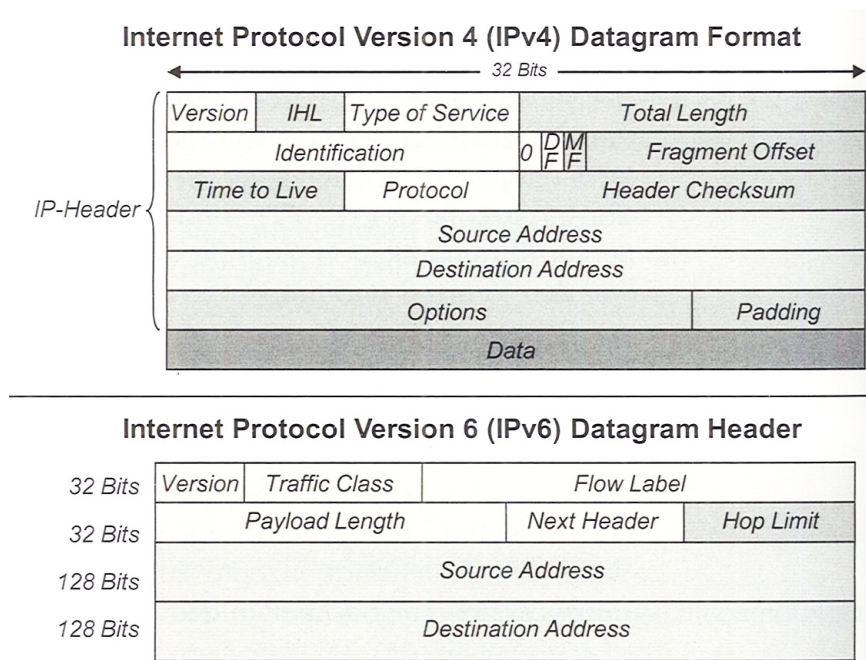 Internet Protocol Version 4 (IPv4) Datagram Format
32 Bits
Version IHL Type of Service Total Length
Identification 0 DF MF Fragment Offset
Time to Live Protocol Header Checksum
IP-Header
Source Address
Destination Address
Options Padding
Data
Internet Protocol Version 6 (IPv6) Datagram Header
32 Bits Version Traffic Class Flow Label
32 Bits Payload Length Next Header Hop Limit
128 Bits Source Address
128 Bits Destination Address